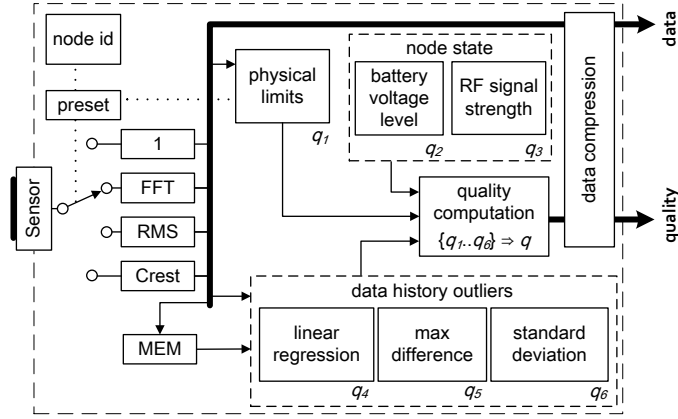 node id
preset
1
FFT
RMS
Crest
MEM
Sensor
physical
limits
q1
node state
battery
voltage
level
q2
RF signal
strength
q3
quality
computation
{q1..q6} ⇒ q
data history outliers
linear
regression
q4
max
difference
q5
standard
deviation
q6
data compression
data
quality